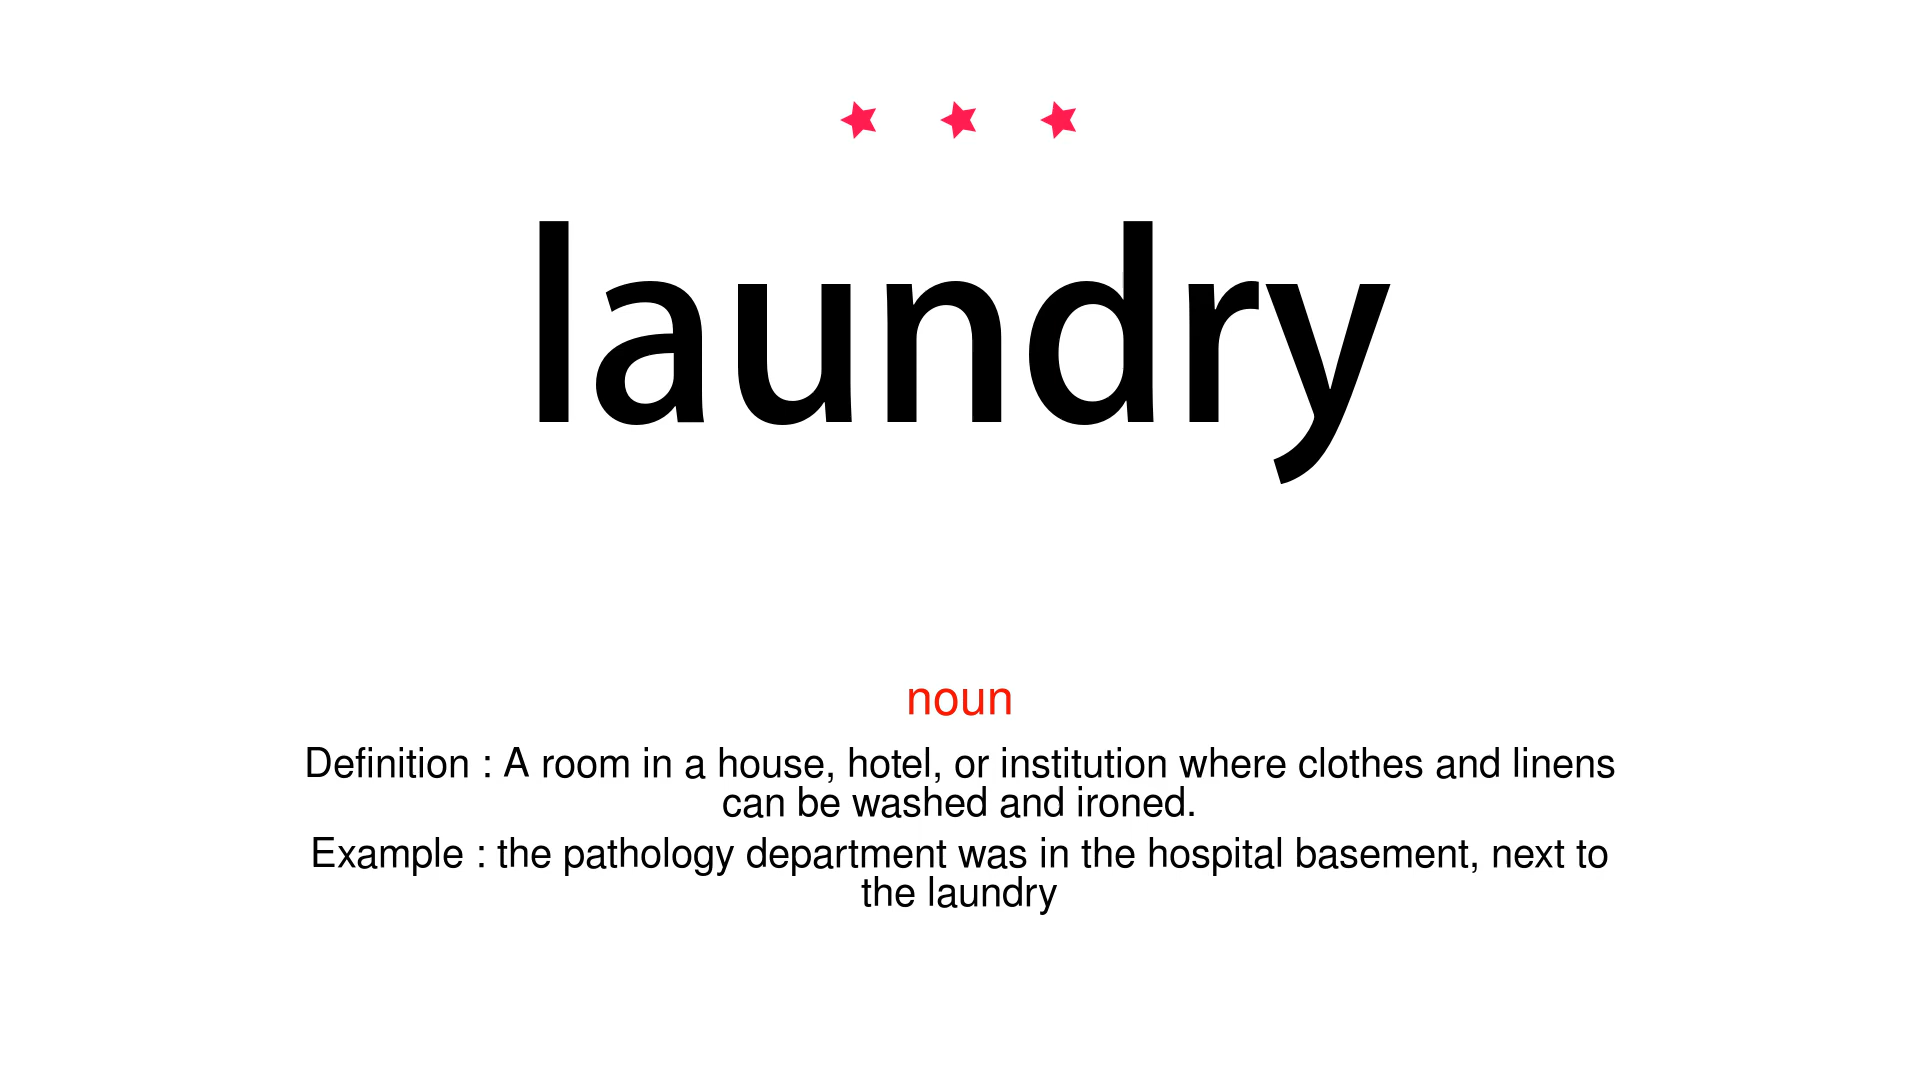 laundry
noun
Definition : A room in a house, hotel, or institution where clothes and linens
can be washed and ironed.
Example : the pathology department was in the hospital basement, next to
the laundry